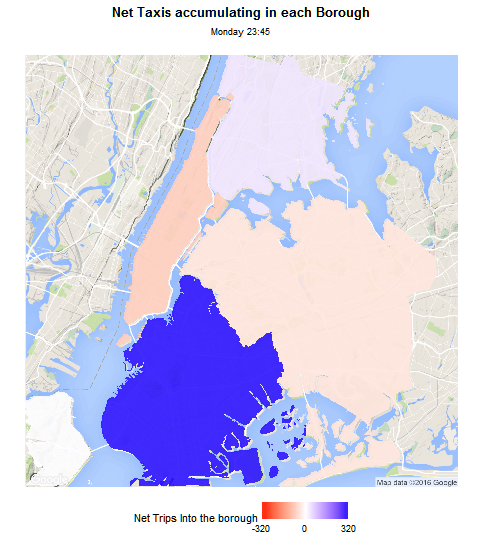 Net Taxis accumulating in each Borough
Monday 23:45
Map data ©2016 Google
Net Trips Into the borough
-320 0 320